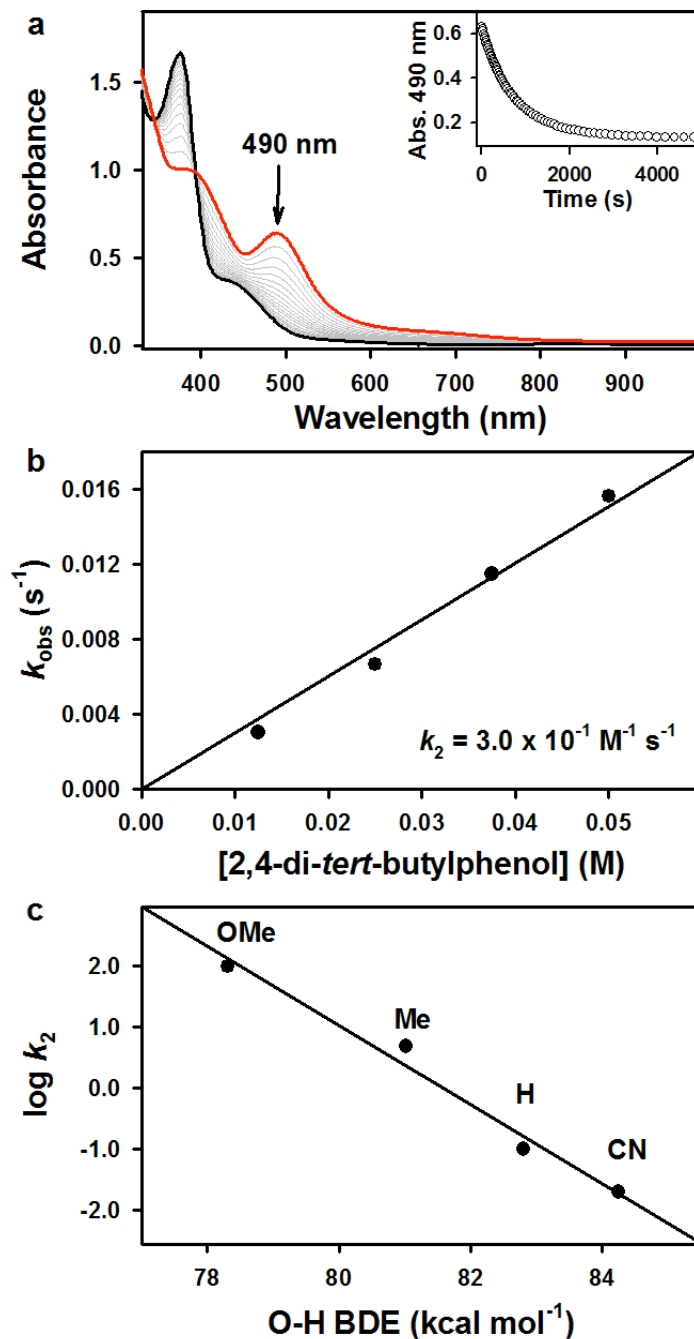 a
Absorbance
1.5
1.0
0.5
0.0
490 nm
400 500 600 700 800 900
Wavelength (nm)
Abs. 490 nm
0.6
0.4
0.2
0 2000 4000
Time (s)
b
k_obs (s⁻¹)
0.016
0.012
0.008
0.004
0.000
k₂ = 3.0 x 10⁻¹ M⁻¹ s⁻¹
0.00 0.01 0.02 0.03 0.04 0.05
[2,4-di-tert-butylphenol] (M)
c
log k₂
2.0
1.0
0.0
-1.0
-2.0
OMe
Me
H
CN
78 80 82 84
O-H BDE (kcal mol⁻¹)